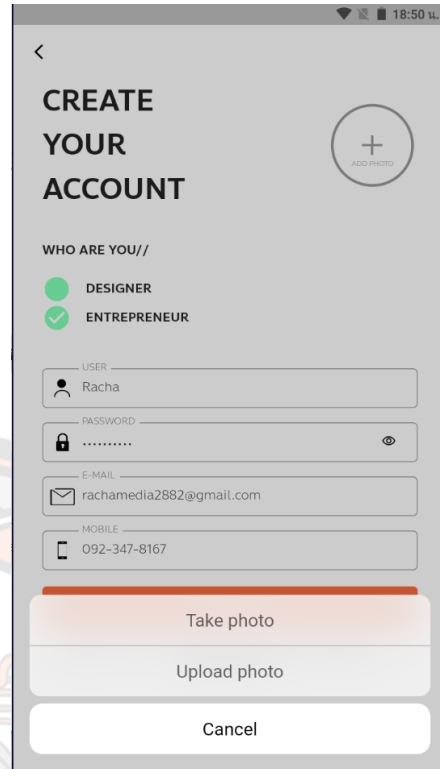 18:50 น.
CREATE
YOUR
ACCOUNT
ADD PHOTO
WHO ARE YOU//
DESIGNER
ENTREPRENEUR
USER
Racha
PASSWORD
..........
E-MAIL
rachamedia2882@gmail.com
MOBILE
092-347-8167
Take photo
Upload photo
Cancel